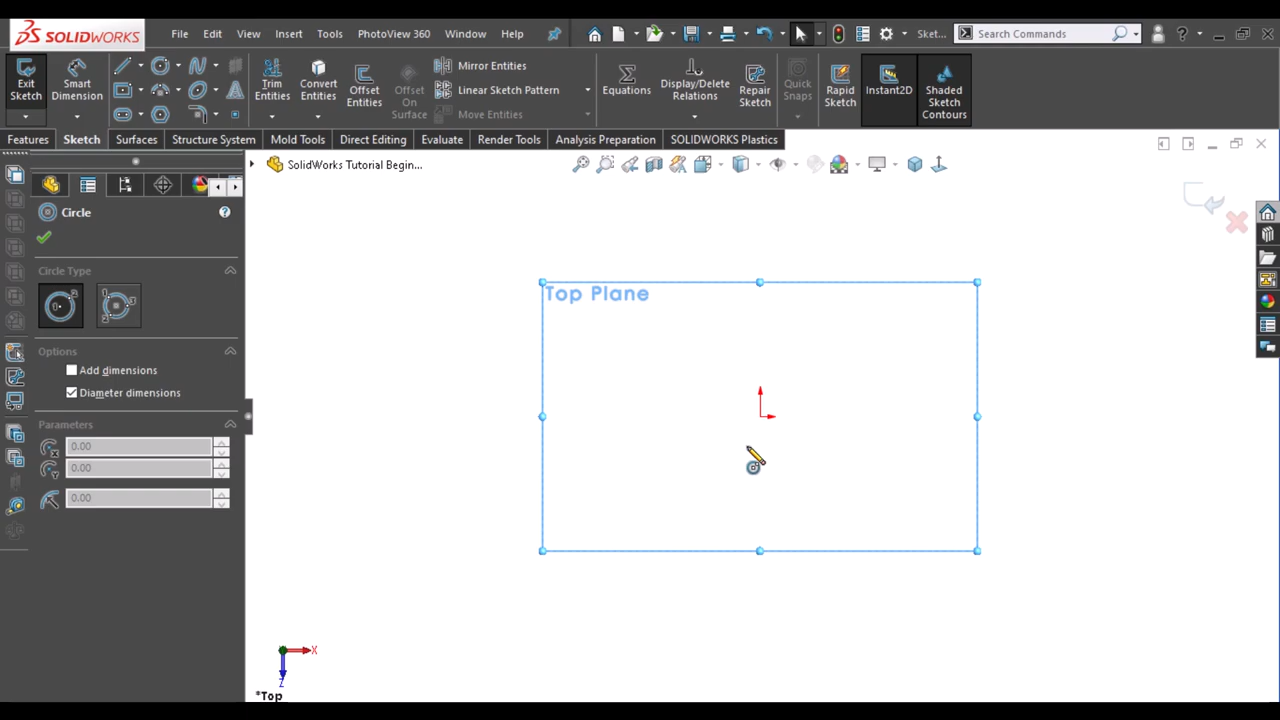 SOLIDWORKS File Edit View Insert Tools PhotoView 360 Window Help Sket... Search Commands
Exit Sketch
Smart Dimension
Trim Entities
Convert Entities
Offset Entities
Offset On Surface
Mirror Entities
Linear Sketch Pattern
Move Entities
Equations
Display/Delete Relations
Repair Sketch
Quick Snaps
Rapid Sketch
Instant2D
Shaded Sketch Contours
Features Sketch Surfaces Structure System Mold Tools Direct Editing Evaluate Render Tools Analysis Preparation SOLIDWORKS Plastics
SolidWorks Tutorial Begin...
Circle
Circle Type
Options
Add dimensions
Diameter dimensions
Parameters
0.00
0.00
0.00
Top Plane
X
Z
*Top